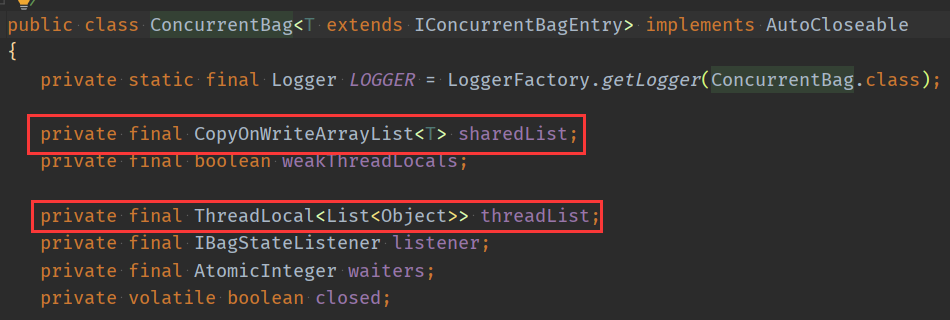 public class ConcurrentBag<T extends IConcurrentBagEntry> implements AutoCloseable
{
private static final Logger LOGGER = LoggerFactory.getLogger(ConcurrentBag.class);
private final CopyOnWriteArrayList<T> sharedList;
private final boolean weakThreadLocals;
private final ThreadLocal<List<Object>> threadList;
private final IBagStateListener listener;
private final AtomicInteger waiters;
private volatile boolean closed;